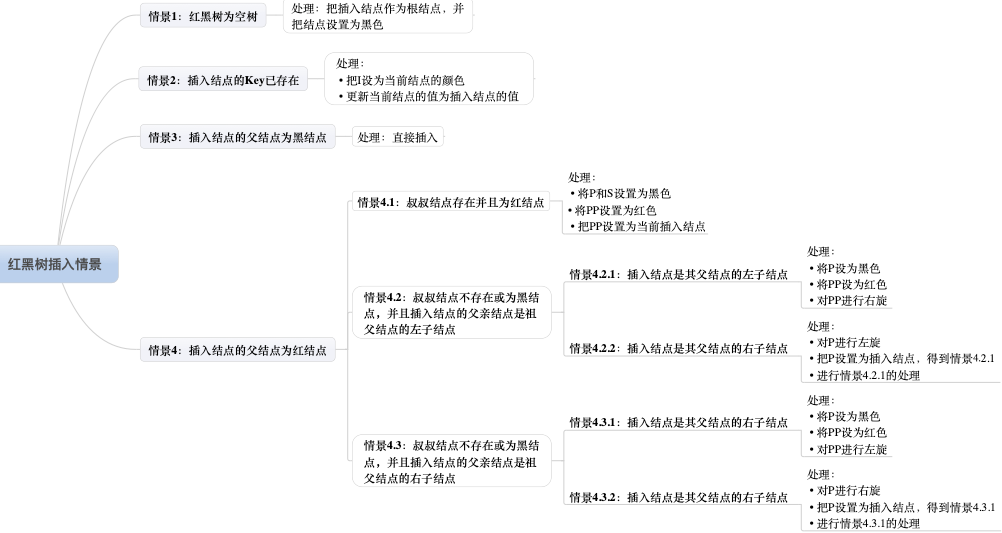 情景1：红黑树为空树
处理：把插入结点作为根结点，并
把结点设置为黑色
情景2：插入结点的Key已存在
处理：
• 把I设为当前结点的颜色
• 更新当前结点的值为插入结点的值
情景3：插入结点的父结点为黑结点
处理：直接插入
红黑树插入情景
情景4：插入结点的父结点为红结点
情景4.1：叔叔结点存在并且为红结点
处理：
• 将P和S设置为黑色
• 将PP设置为红色
• 把PP设置为当前插入结点
情景4.2：叔叔结点不存在或为黑结
点，并且插入结点的父亲结点是祖
父结点的左子结点
情景4.2.1：插入结点是其父结点的左子结点
处理：
• 将P设为黑色
• 将PP设为红色
• 对PP进行右旋
情景4.2.2：插入结点是其父结点的右子结点
处理：
• 对P进行左旋
• 把P设置为插入结点，得到情景4.2.1
• 进行情景4.2.1的处理
情景4.3：叔叔结点不存在或为黑结
点，并且插入结点的父亲结点是祖
父结点的右子结点
情景4.3.1：插入结点是其父结点的右子结点
处理：
• 将P设为黑色
• 将PP设为红色
• 对PP进行左旋
情景4.3.2：插入结点是其父结点的右子结点
处理：
• 对P进行右旋
• 把P设置为插入结点，得到情景4.3.1
• 进行情景4.3.1的处理